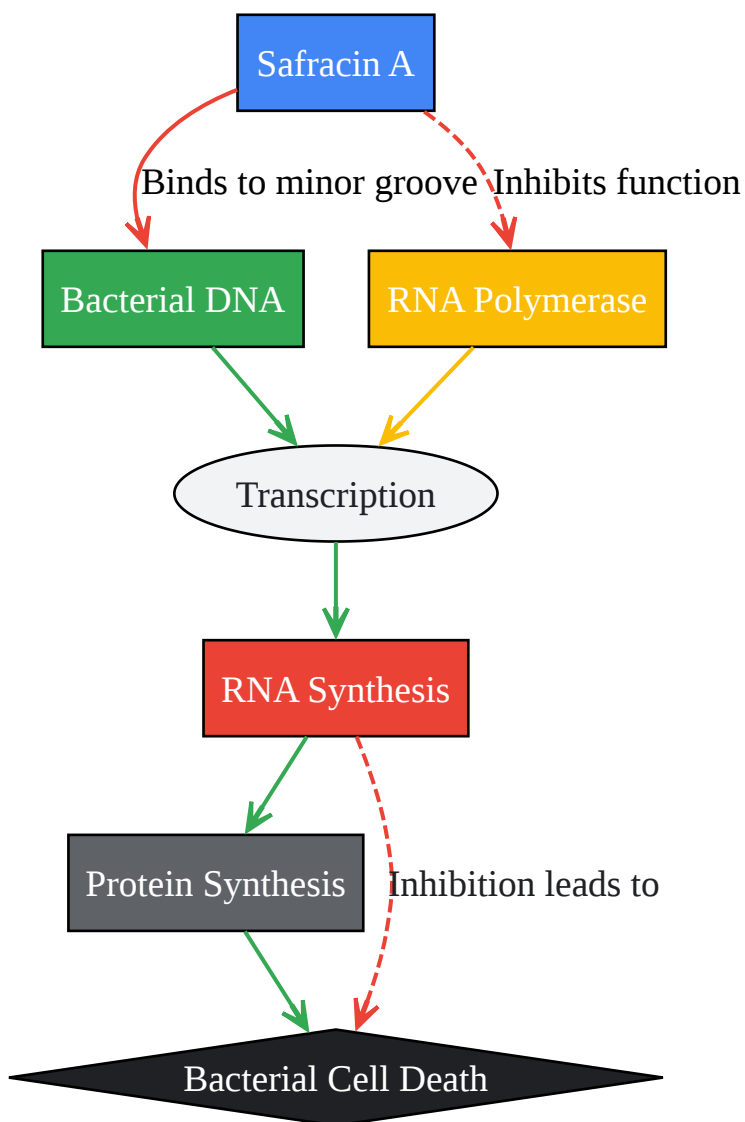 Safracin A
Binds to minor groove
Inhibits function
Bacterial DNA
RNA Polymerase
Transcription
RNA Synthesis
Protein Synthesis
Inhibition leads to
Bacterial Cell Death